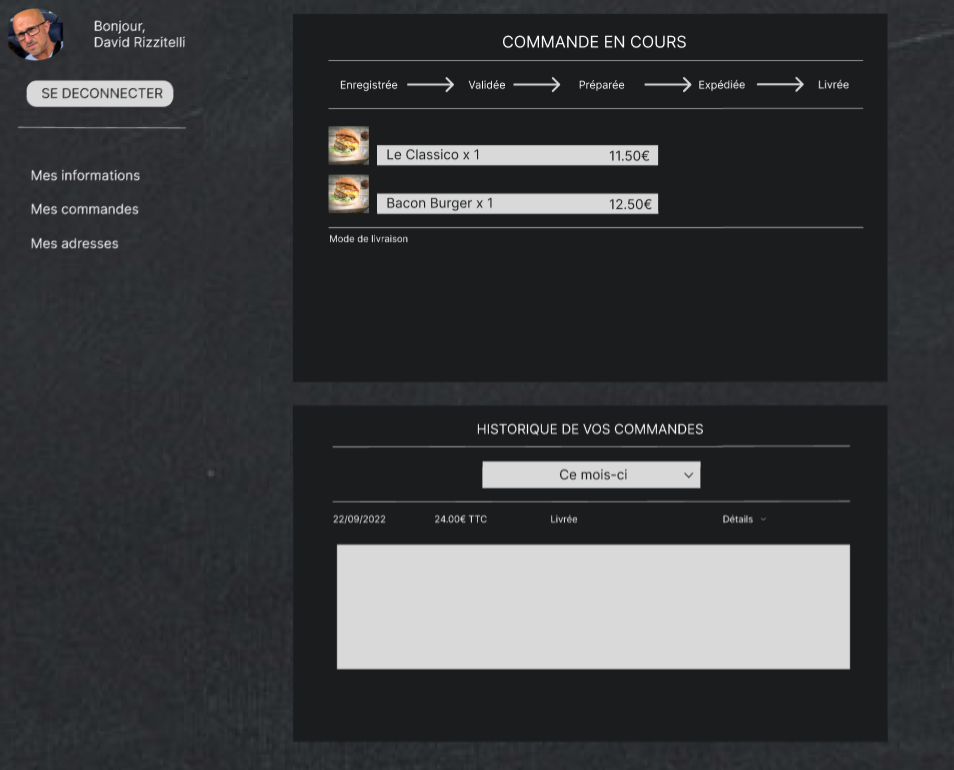 Bonjour,
David Rizzitelli
SE DECONNECTER
Mes informations
Mes commandes
Mes adresses
COMMANDE EN COURS
Enregistrée Validée Préparée Expédiée Livrée
Le Classico x 1 11.50€
Bacon Burger x 1 12.50€
Mode de livraison
HISTORIQUE DE VOS COMMANDES
Ce mois-ci
22/09/2022 24.00€ TTC Livrée Détails